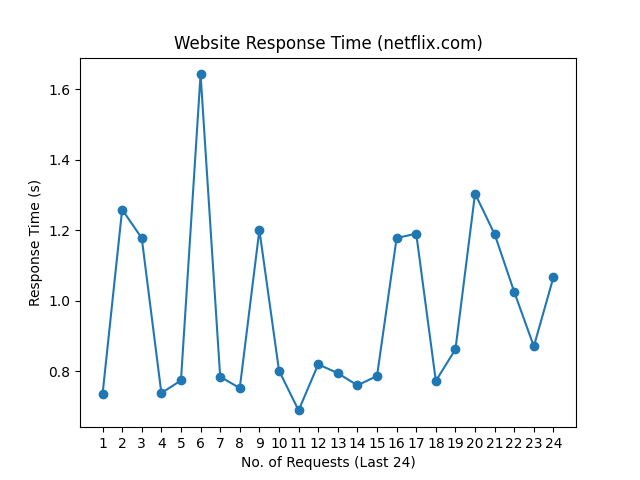 Website Response Time (netflix.com)
Response Time (s)
1.6
1.4
1.2
1.0
0.8
1 2 3 4 5 6 7 8 9 10 11 12 13 14 15 16 17 18 19 20 21 22 23 24
No. of Requests (Last 24)